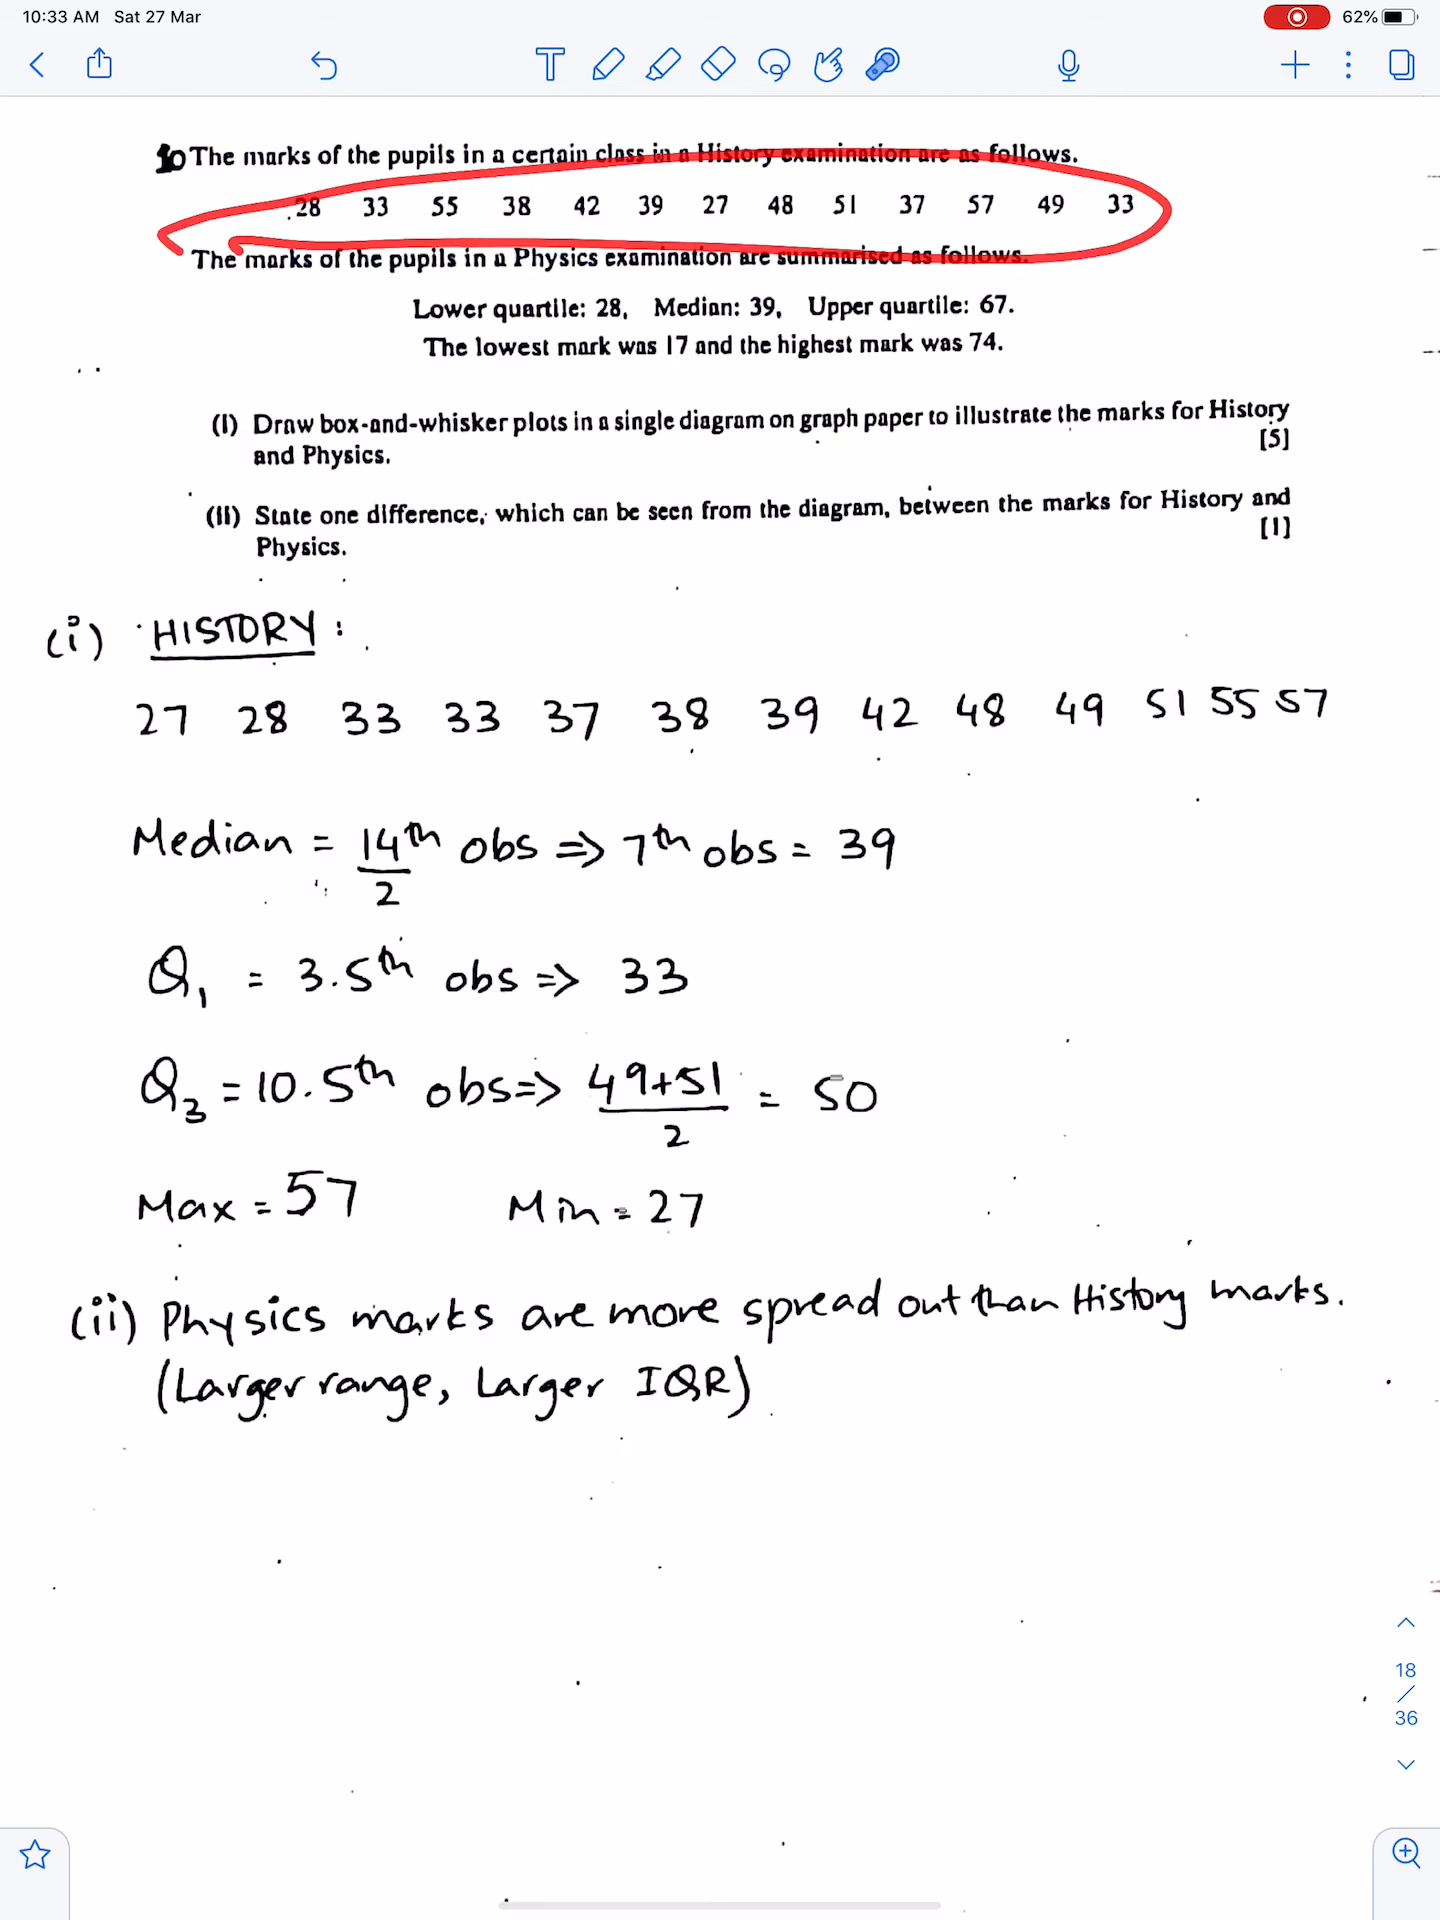 10:33 AM Sat 27 Mar 62%
10 The marks of the pupils in a certain class in a History examination are as follows.
28 33 55 38 42 39 27 48 51 37 57 49 33
The marks of the pupils in a Physics examination are summarised as follows.
Lower quartile: 28, Median: 39, Upper quartile: 67.
The lowest mark was 17 and the highest mark was 74.
(i) Draw box-and-whisker plots in a single diagram on graph paper to illustrate the marks for History
and Physics. [5]
(ii) State one difference, which can be seen from the diagram, between the marks for History and
Physics. [1]
(i) HISTORY :
27 28 33 33 37 38 39 42 48 49 51 55 57
Median = 14th/2 obs => 7th obs = 39
Q1 = 3.5th obs => 33
Q3 = 10.5th obs => 49+51/2 = 50
Max = 57 Min = 27
(ii) Physics marks are more spread out than History marks.
(Larger range, Larger IQR)
18
/
36